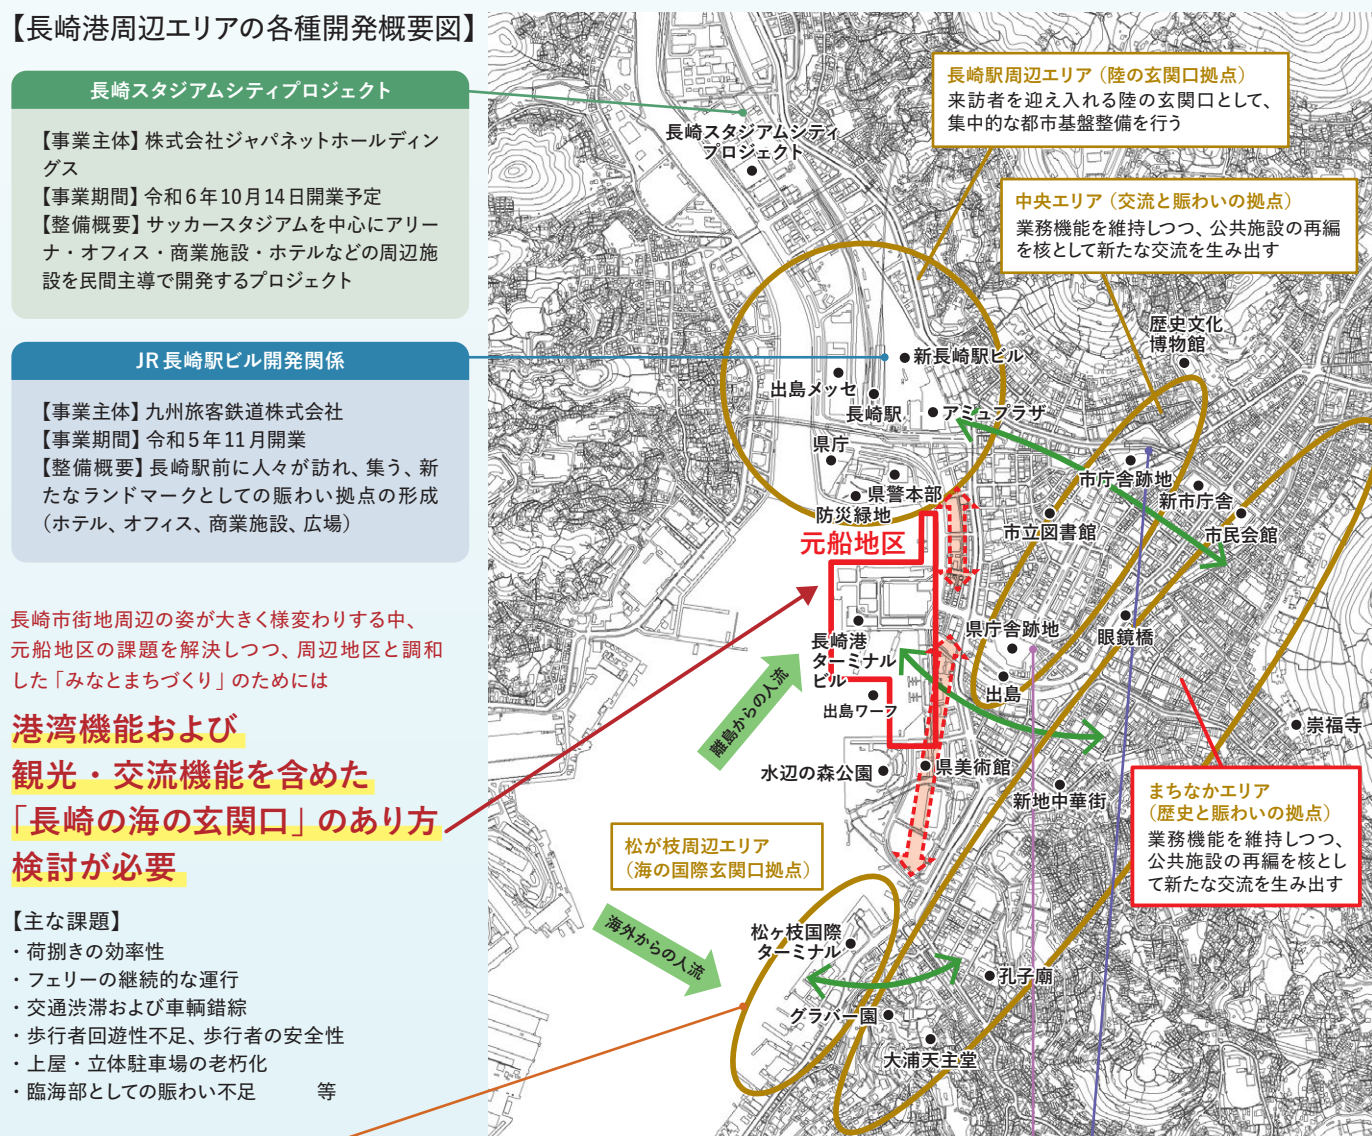 【長崎港周辺エリアの各種開発概要図】
長崎スタジアムシティプロジェクト
【事業主体】株式会社ジャパネットホールディン
グス
【事業期間】令和6年10月14日開業予定
【整備概要】サッカースタジアムを中心にアリー
ナ・オフィス・商業施設・ホテルなどの周辺施
設を民間主導で開発するプロジェクト
JR長崎駅ビル開発関係
【事業主体】九州旅客鉄道株式会社
【事業期間】令和5年11月開業
【整備概要】長崎駅前に人々が訪れ、集う、新
たなランドマークとしての賑わい拠点の形成
（ホテル、オフィス、商業施設、広場）
長崎市街地周辺の姿が大きく様変わりする中、
元船地区の課題を解決しつつ、周辺地区と調和
した「みなとまちづくり」のためには
港湾機能および
観光・交流機能を含めた
「長崎の海の玄関口」のあり方
検討が必要
【主な課題】
・荷捌きの効率性
・フェリーの継続的な運行
・交通渋滞および車輌錯綜
・歩行者回遊性不足、歩行者の安全性
・上屋・立体駐車場の老朽化
・臨海部としての賑わい不足　　等
長崎駅周辺エリア（陸の玄関口拠点）
来訪者を迎え入れる陸の玄関口として、
集中的な都市基盤整備を行う
長崎スタジアムシティ
プロジェクト
中央エリア（交流と賑わいの拠点）
業務機能を維持しつつ、公共施設の再編
を核として新たな交流を生み出す
歴史文化
博物館
新長崎駅ビル
出島メッセ
長崎駅
アミュプラザ
県庁
県警本部
防災緑地
市庁舎跡地
新市庁舎
市立図書館
市民会館
元船地区
長崎港
ターミナル
ビル
県庁舎跡地
眼鏡橋
出島
出島ワーフ
離島からの人流
崇福寺
水辺の森公園
県美術館
新地中華街
まちなかエリア
（歴史と賑わいの拠点）
業務機能を維持しつつ、
公共施設の再編を核とし
て新たな交流を生み出す
松が枝周辺エリア
（海の国際玄関口拠点）
海外からの人流
松ヶ枝国際
ターミナル
孔子廟
グラバー園
大浦天主堂